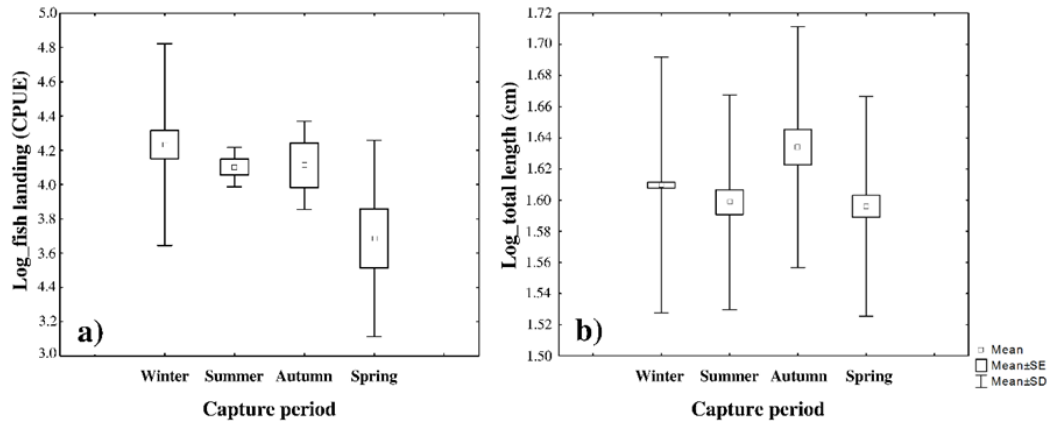 5.0
4.8
4.4
4.4
4.2
4.0
3.8
3.6
4.4
3.2
3.0
Log_fish landing (CPUE)
a)
Winter Summer Autumn Spring
Capture period
1.72
1.70
1.68
1.66
1.64
1.62
1.60
1.58
1.56
1.54
1.52
1.50
Log_total length (cm)
b)
Winter Summer Autumn Spring
Capture period
Mean
Mean±SE
Mean±SD